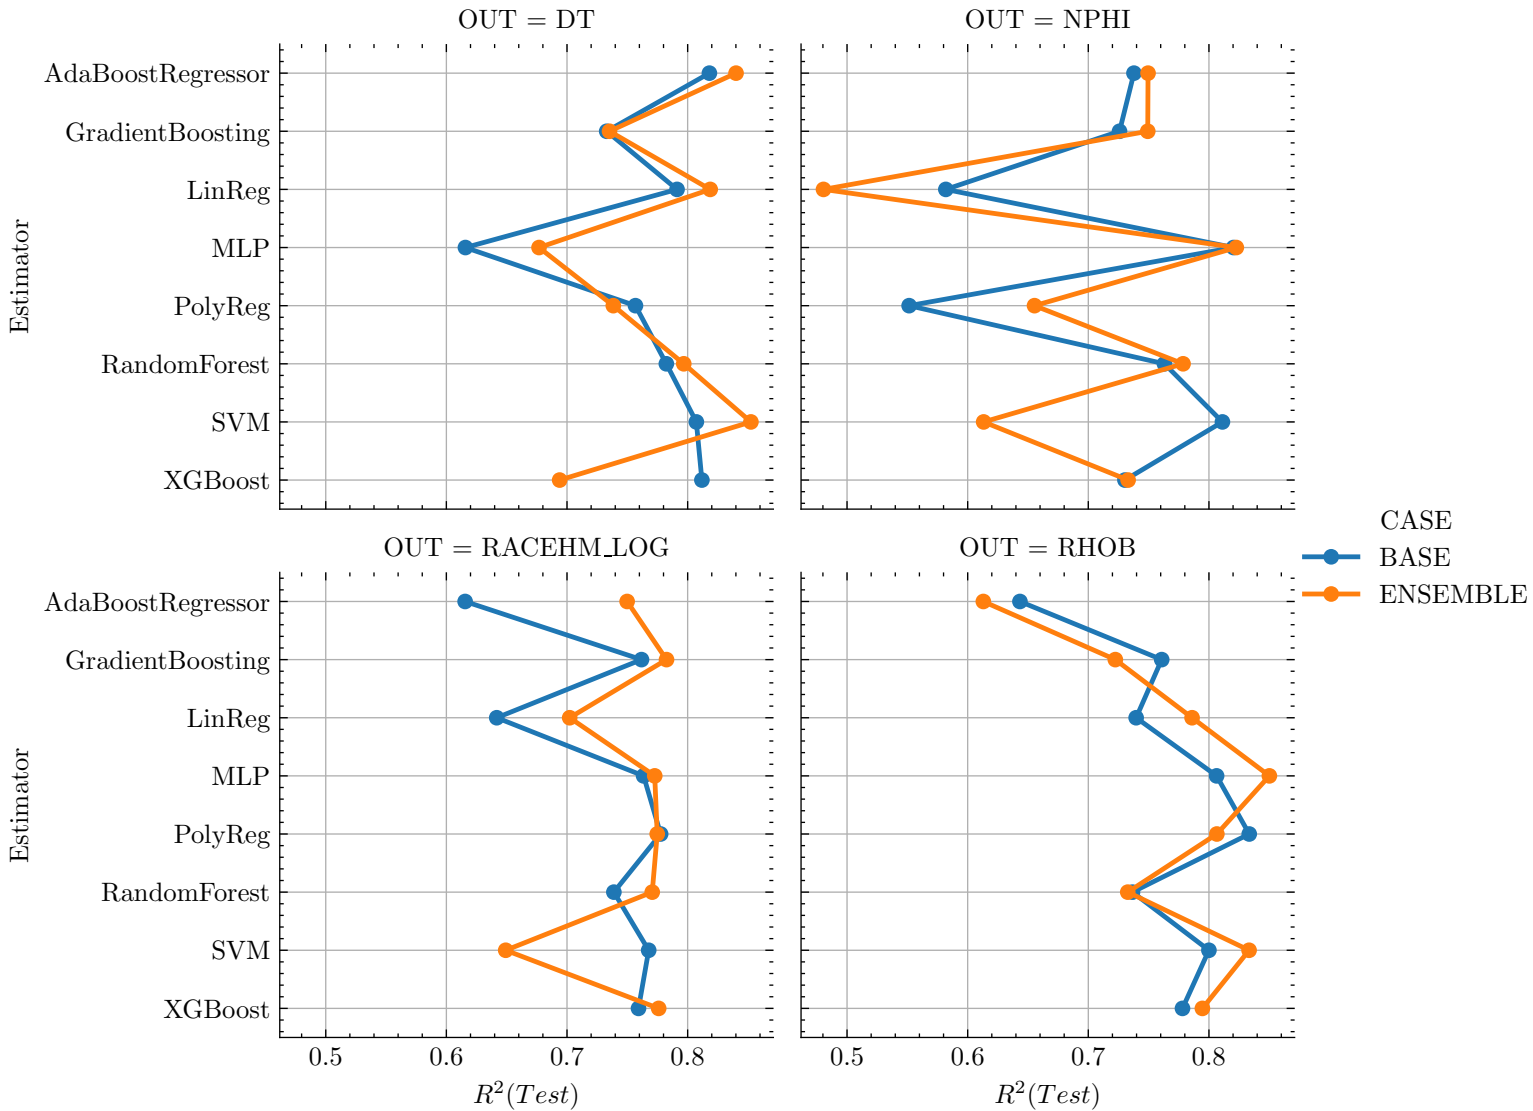 OUT = DT
OUT = NPHI
AdaBoostRegressor
GradientBoosting
LinReg
MLP
PolyReg
RandomForest
SVM
XGBoost
Estimator
OUT = RACEHM_LOG
OUT = RHOB
AdaBoostRegressor
GradientBoosting
LinReg
MLP
PolyReg
RandomForest
SVM
XGBoost
Estimator
0.5 0.6 0.7 0.8
0.5 0.6 0.7 0.8
R²(Test)
R²(Test)
CASE
BASE
ENSEMBLE